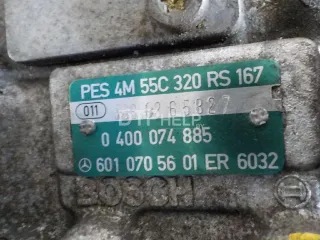 PES 4M 55C 320 RS 167
011
0 400 074 885
601 070 56 01 ER 6032
BOSCH